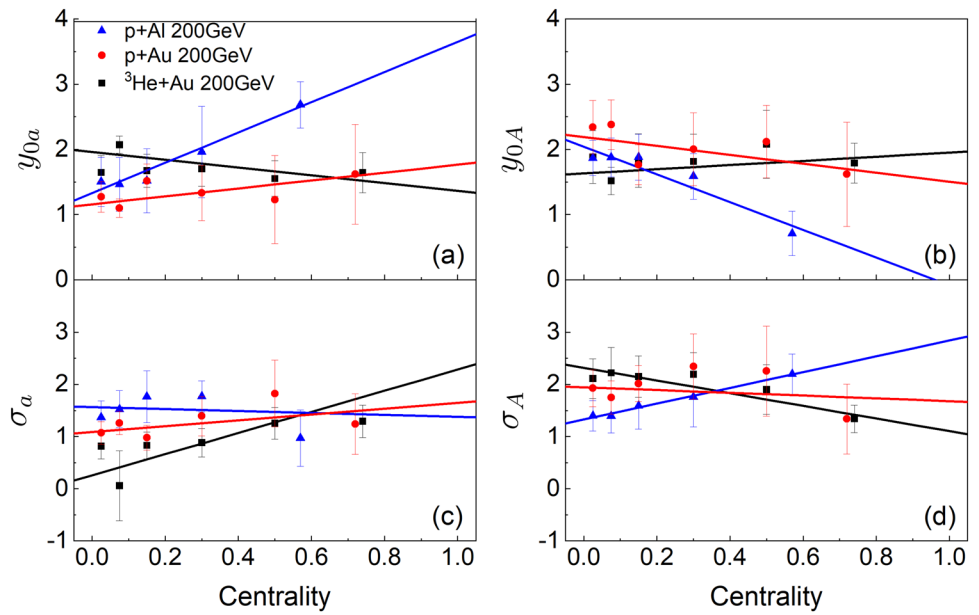 p+Al 200GeV
p+Au 200GeV
³He+Au 200GeV
4
3
2
1
0
y₀ₐ
(a)
4
3
2
1
0
y₀A
(b)
3
2
1
0
-1
σₐ
(c)
0.0 0.2 0.4 0.6 0.8 1.0
Centrality
3
2
1
0
-1
σA
(d)
0.0 0.2 0.4 0.6 0.8 1.0
Centrality